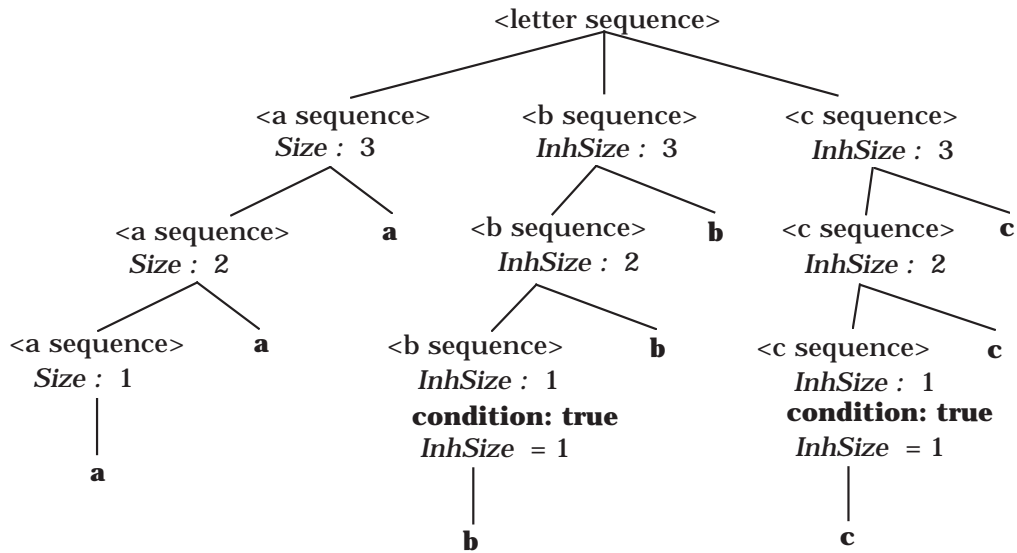 <letter sequence>
<a sequence> <b sequence> <c sequence>
Size : 3 InhSize : 3 InhSize : 3
<a sequence> a <b sequence> b <c sequence> c
Size : 2 InhSize : 2 InhSize : 2
<a sequence> a <b sequence> b <c sequence> c
Size : 1 InhSize : 1 InhSize : 1
condition: true condition: true
InhSize = 1 InhSize = 1
a
b c